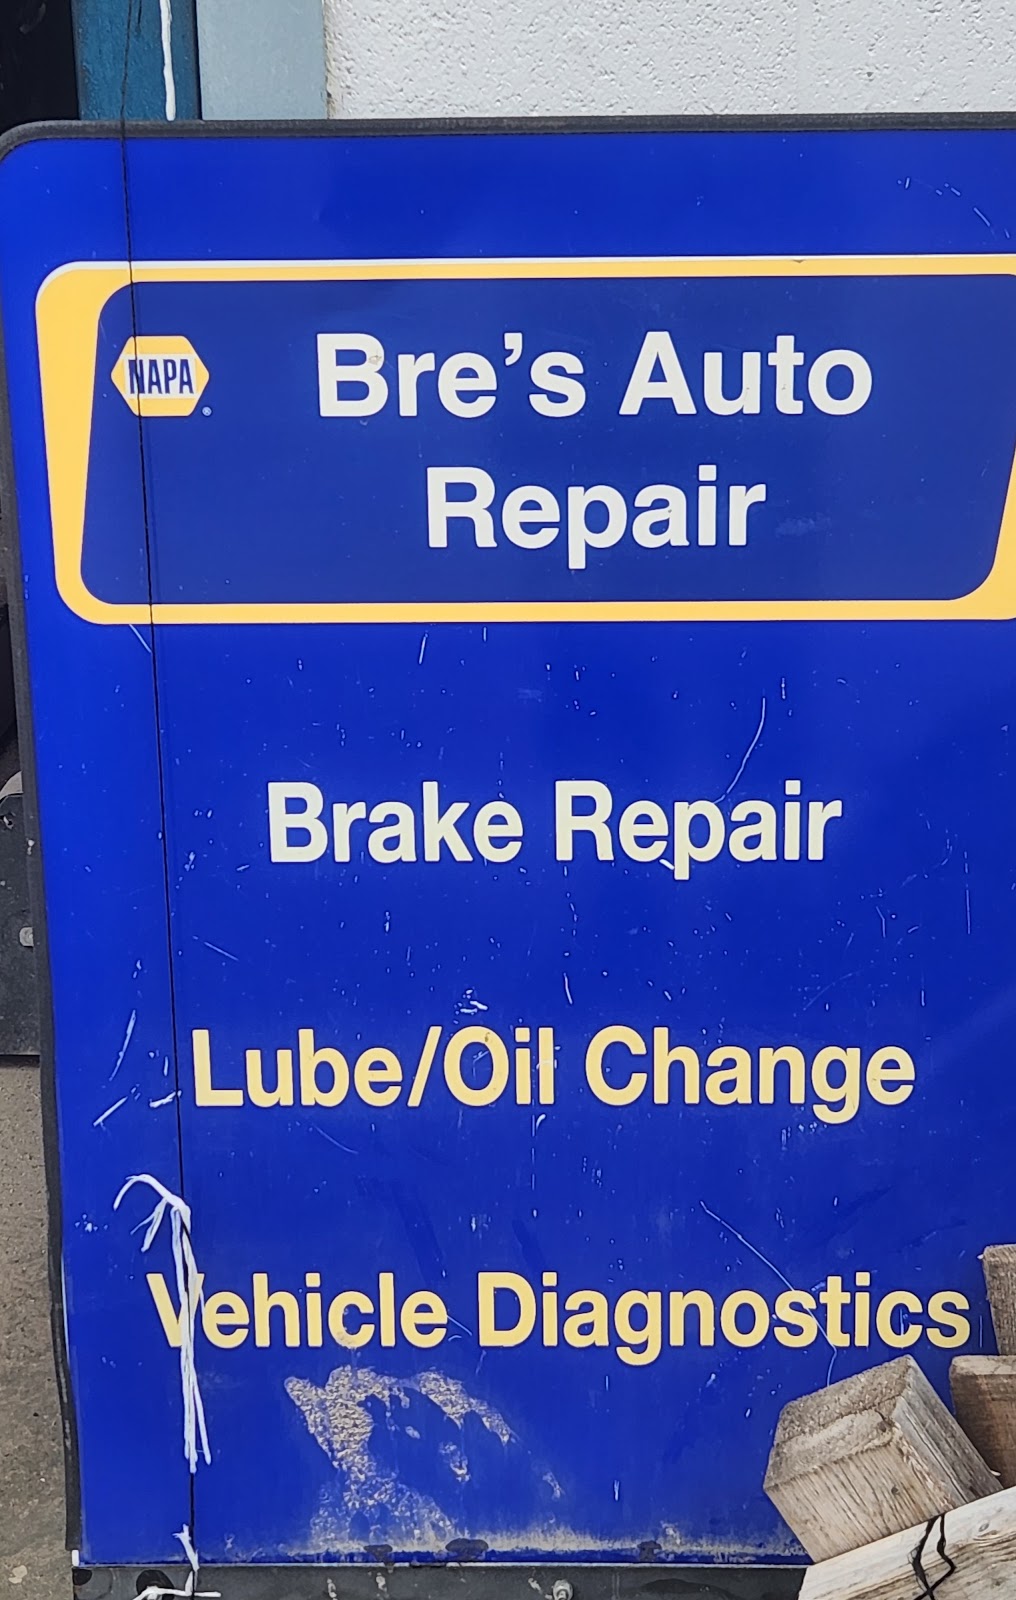 NAPA
Bre's Auto
Repair
Brake Repair
Lube/Oil Change
Vehicle Diagnostics